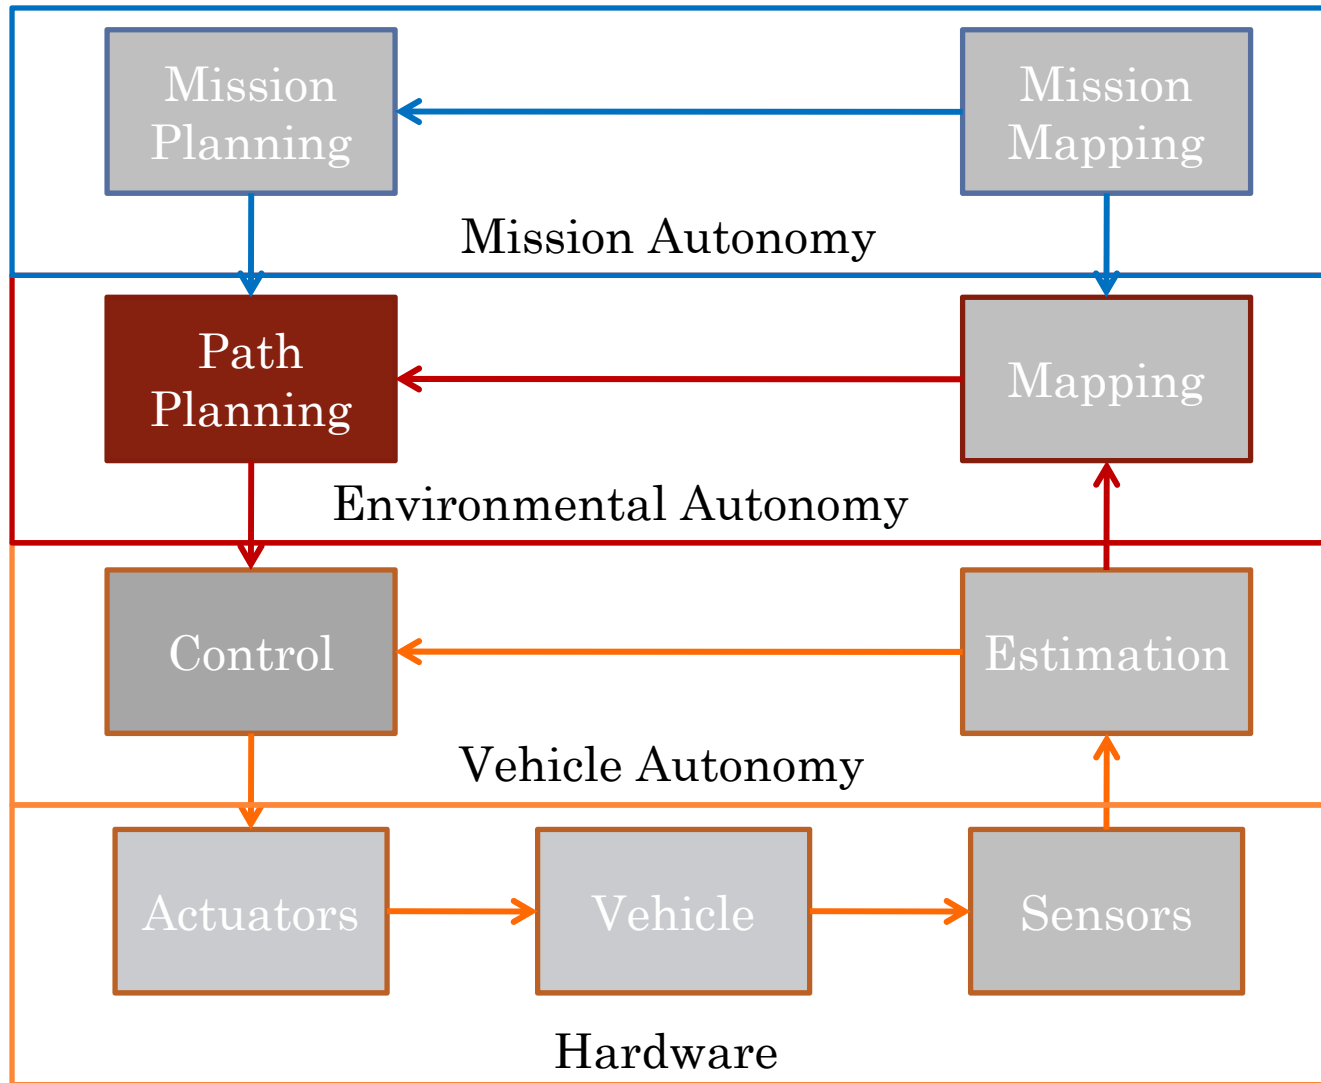 Mission
Planning
Mission
Mapping
Mission Autonomy
Path
Planning
Mapping
Environmental Autonomy
Control
Estimation
Vehicle Autonomy
Actuators
Vehicle
Sensors
Hardware